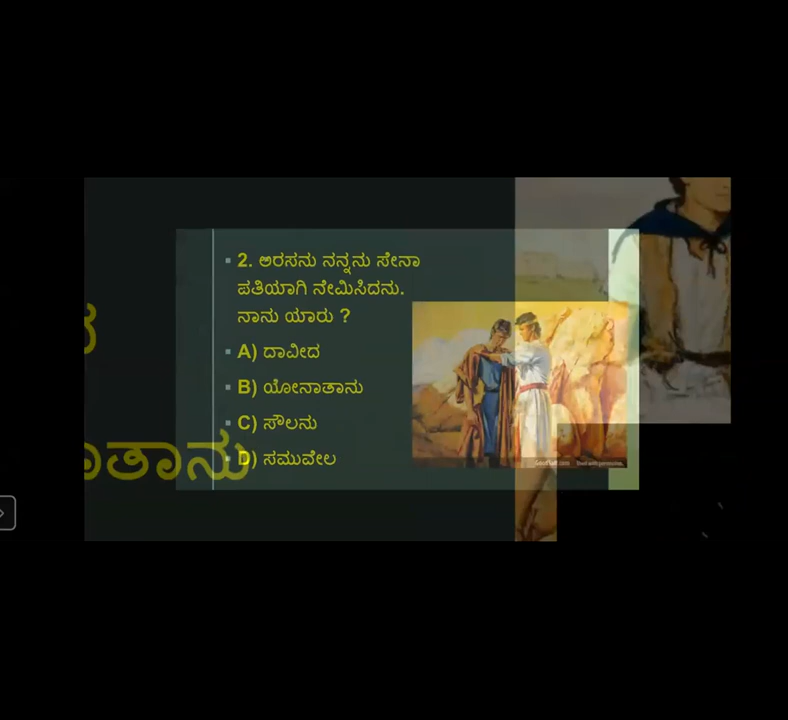 2. ಅರಸನು ನನ್ನನು ಸೇನಾ
ಪತಿಯಾಗಿ ನೇಮಿಸಿದನು.
ನಾನು ಯಾರು ?
A) ದಾವೀದ
B) ಯೋನಾತಾನು
C) ಸೌಲನು
D) ಸಮುವೇಲ
ತಾನು